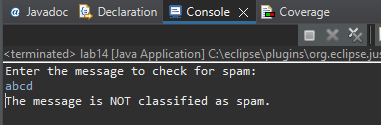 Javadoc Declaration Console Coverage
<terminated> lab14 [Java Application] C:\eclipse\plugins\org.eclipse.jus
Enter the message to check for spam:
abcd
The message is NOT classified as spam.